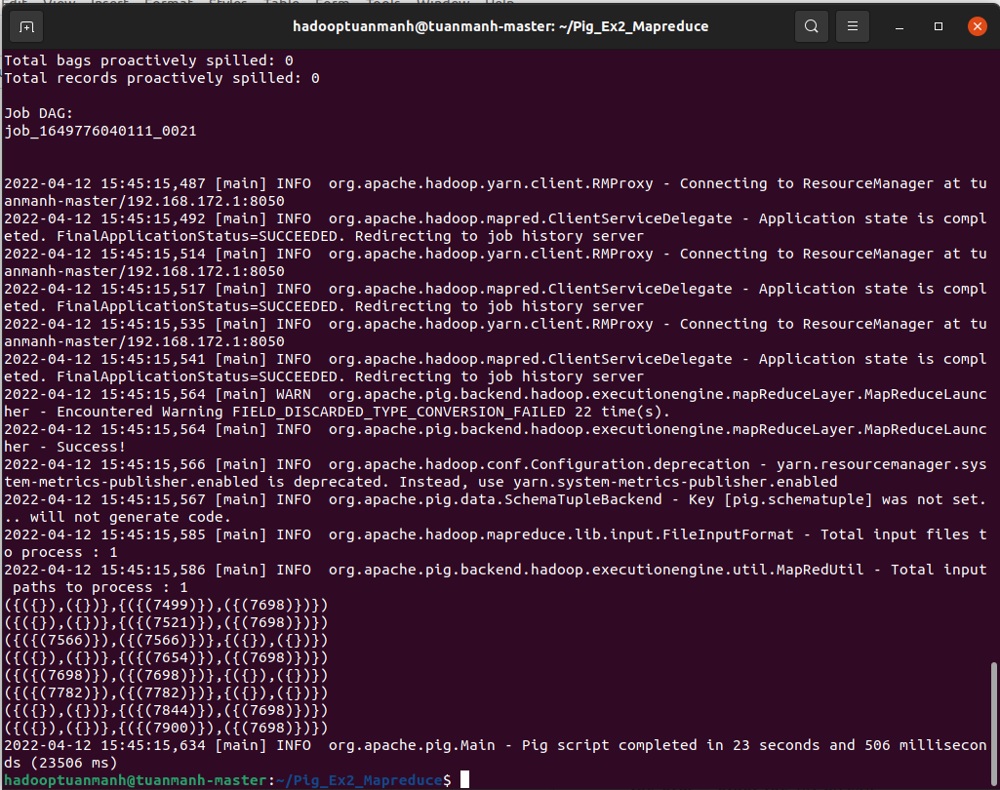 Edit View Insert Format Styles Table Form Tools Window Help
hadooptuanmanh@tuanmanh-master: ~/Pig_Ex2_Mapreduce
Total bags proactively spilled: 0
Total records proactively spilled: 0
Job DAG:
job_1649776040111_0021
2022-04-12 15:45:15,487 [main] INFO  org.apache.hadoop.yarn.client.RMProxy - Connecting to ResourceManager at tu
anmanh-master/192.168.172.1:8050
2022-04-12 15:45:15,492 [main] INFO  org.apache.hadoop.mapred.ClientServiceDelegate - Application state is compl
eted. FinalApplicationStatus=SUCCEEDED. Redirecting to job history server
2022-04-12 15:45:15,514 [main] INFO  org.apache.hadoop.yarn.client.RMProxy - Connecting to ResourceManager at tu
anmanh-master/192.168.172.1:8050
2022-04-12 15:45:15,517 [main] INFO  org.apache.hadoop.mapred.ClientServiceDelegate - Application state is compl
eted. FinalApplicationStatus=SUCCEEDED. Redirecting to job history server
2022-04-12 15:45:15,535 [main] INFO  org.apache.hadoop.yarn.client.RMProxy - Connecting to ResourceManager at tu
anmanh-master/192.168.172.1:8050
2022-04-12 15:45:15,541 [main] INFO  org.apache.hadoop.mapred.ClientServiceDelegate - Application state is compl
eted. FinalApplicationStatus=SUCCEEDED. Redirecting to job history server
2022-04-12 15:45:15,564 [main] WARN  org.apache.pig.backend.hadoop.executionengine.mapReduceLayer.MapReduceLaunc
her - Encountered Warning FIELD_DISCARDED_TYPE_CONVERSION_FAILED 22 time(s).
2022-04-12 15:45:15,564 [main] INFO  org.apache.pig.backend.hadoop.executionengine.mapReduceLayer.MapReduceLaunc
her - Success!
2022-04-12 15:45:15,566 [main] INFO  org.apache.hadoop.conf.Configuration.deprecation - yarn.resourcemanager.sys
tem-metrics-publisher.enabled is deprecated. Instead, use yarn.system-metrics-publisher.enabled
2022-04-12 15:45:15,567 [main] INFO  org.apache.pig.data.SchemaTupleBackend - Key [pig.schematuple] was not set.
.. will not generate code.
2022-04-12 15:45:15,585 [main] INFO  org.apache.hadoop.mapreduce.lib.input.FileInputFormat - Total input files t
o process : 1
2022-04-12 15:45:15,586 [main] INFO  org.apache.pig.backend.hadoop.executionengine.util.MapRedUtil - Total input
 paths to process : 1
({({}),({})},{({(7499)}),({(7698)})})
({({}),({})},{({(7521)}),({(7698)})})
({({(7566)}),({(7566)})},{({}),({})})
({({}),({})},{({(7654)}),({(7698)})})
({({(7698)}),({(7698)})},{({}),({})})
({({(7782)}),({(7782)})},{({}),({})})
({({}),({})},{({(7844)}),({(7698)})})
({({}),({})},{({(7900)}),({(7698)})})
2022-04-12 15:45:15,634 [main] INFO  org.apache.pig.Main - Pig script completed in 23 seconds and 506 millisecon
ds (23506 ms)
hadooptuanmanh@tuanmanh-master:~/Pig_Ex2_Mapreduce$